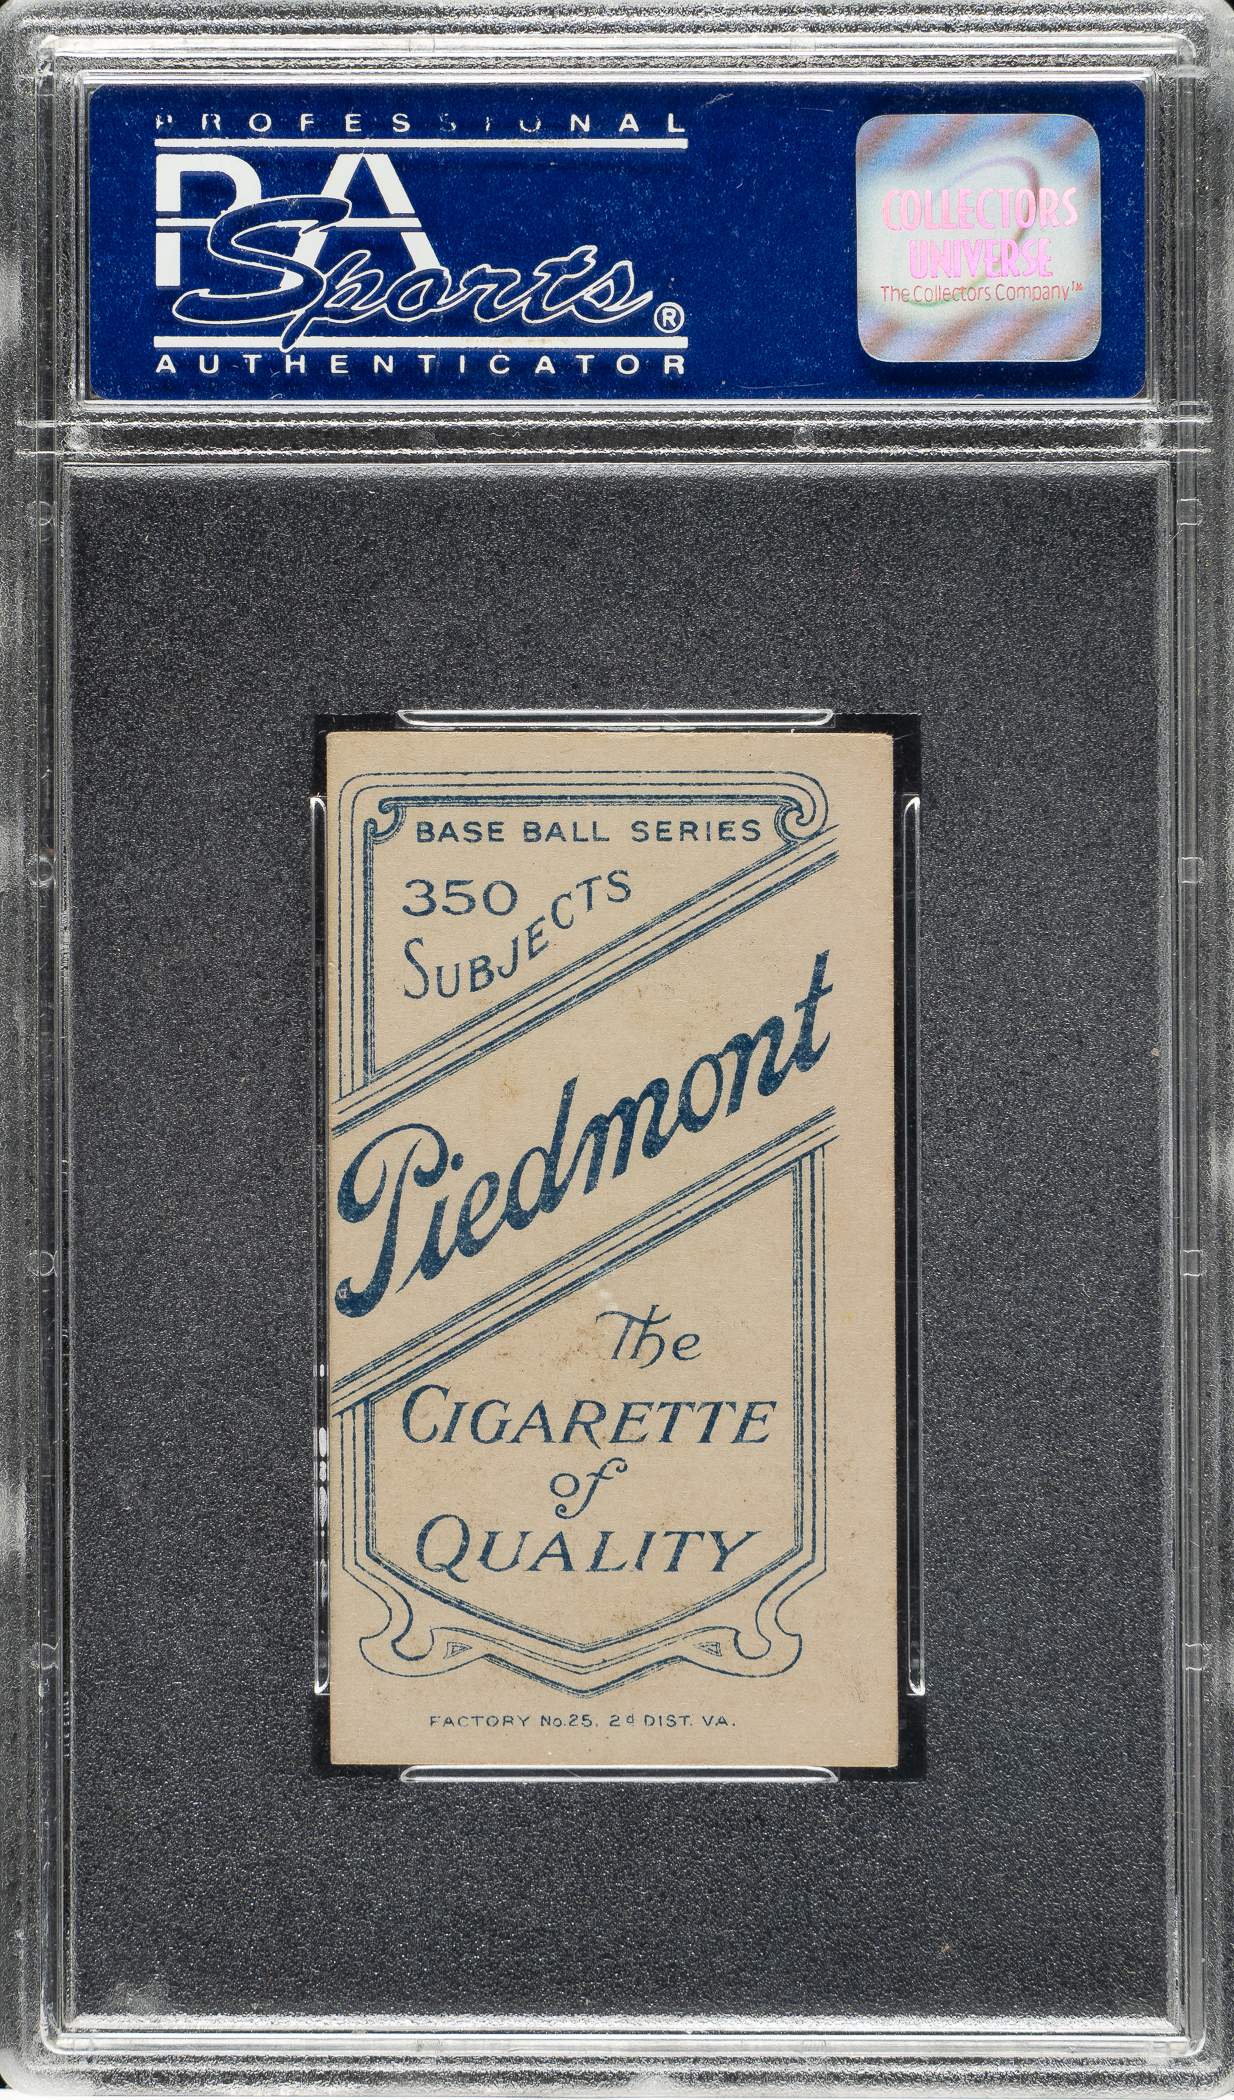 PROFESSIONAL
PSA
Sports®
AUTHENTICATOR
COLLECTORS
UNIVERSE
The Collectors Company™
BASE BALL SERIES
350
SUBJECTS
Piedmont
The
CIGARETTE
of
QUALITY
FACTORY No. 25, 2d DIST. VA.